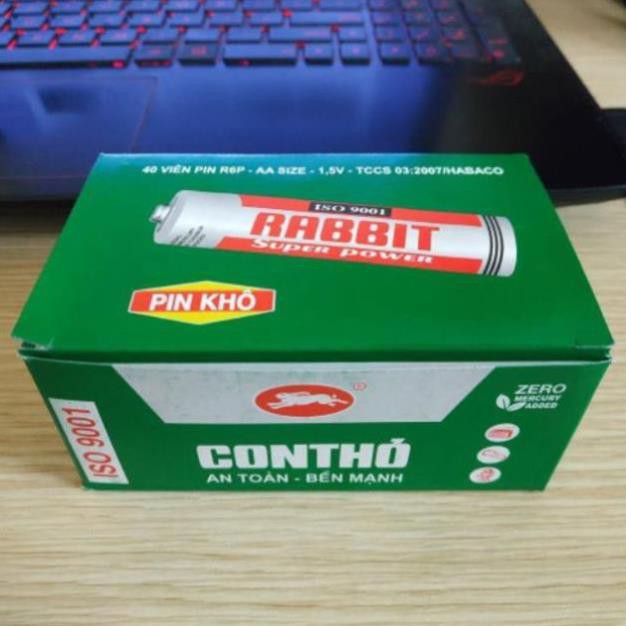 40 VIÊN PIN R6P - AA SIZE - 1,5V - TCCS 03:2007/HABACO
ISO 9001
RABBIT
Super power
PIN KHÔ
®
ZERO
MERCURY
ADDED
ISO 9001
CONTHỎ
AN TOÀN - BỀN MẠNH